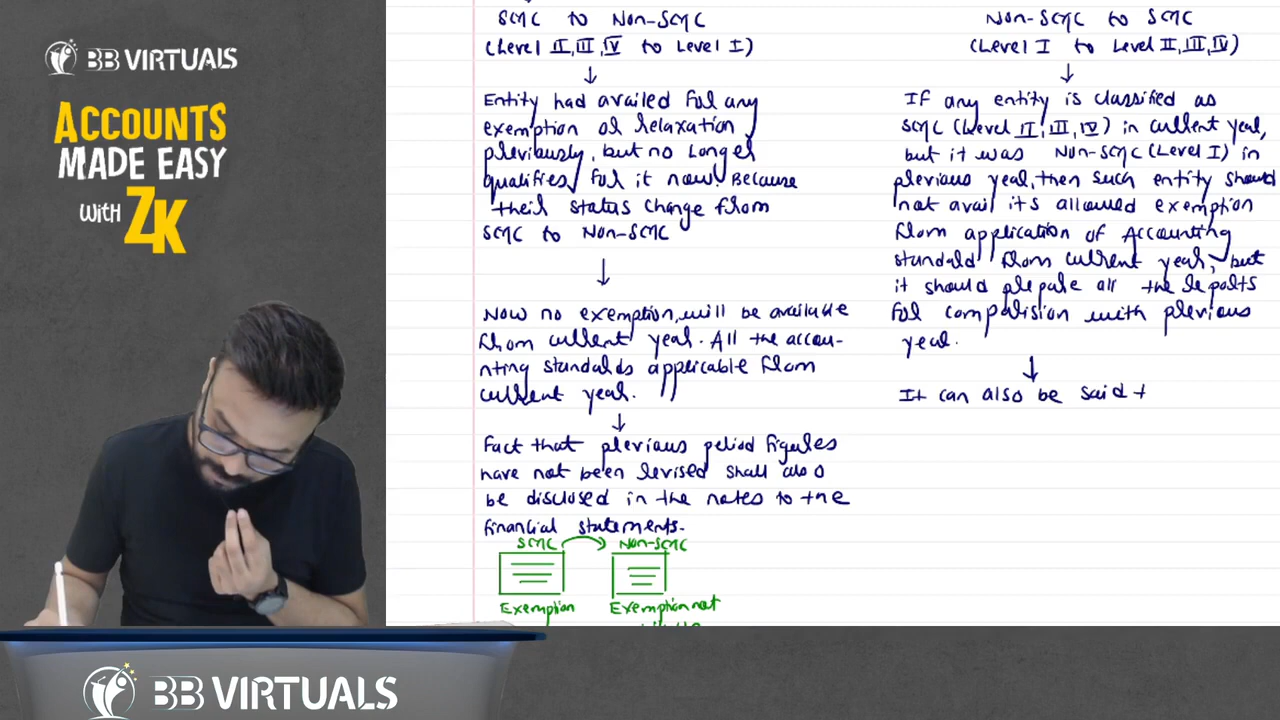 BB VIRTUALS
ACCOUNTS
MADE EASY
WITH ZK
SMC to Non-SMC
(Level II, III, IV to Level I)
↓
Entity had availed for any
exemption or relaxation
previously, but no longer
qualifies for it now. Because
their status change from
SMC to Non-SMC
↓
Now no exemption, will be available
from current year. All the accou-
nting standards applicable from
current year.
↓
Fact that previous period figures
have not been revised shall also
be disclosed in the notes to the
financial statements.
SMC Non-SMC
Exemption Exemption not
Non-SMC to SMC
(Level I to Level II, III, IV)
↓
If any entity is classified as
SMC (Level II, III, IV) in current year,
but it was Non-SMC (Level I) in
previous year, then such entity should
not avail its allowed exemption
from application of Accounting
standard from current year, but
it should prepare all the reports
for comparision with previous
year.
↓
It can also be said t
BB VIRTUALS